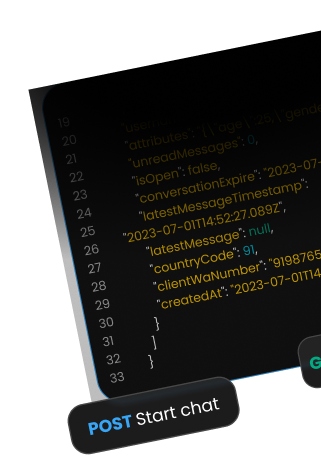 19
20 "attributes": "[{\"age\":25,\"gende
21 "unreadMessages": 0,
22 "isOpen": false,
23 "conversationExpire": "2023-07-
24 "latestMessageTimestamp":
25 "2023-07-01T14:52:27.089Z",
26 "latestMessage": null,
27 "countryCode": 91,
28 "clientWaNumber": "9198765
29 "createdAt": "2023-07-01T14
30 }
31 ]
32 }
33
POST Start chat
G